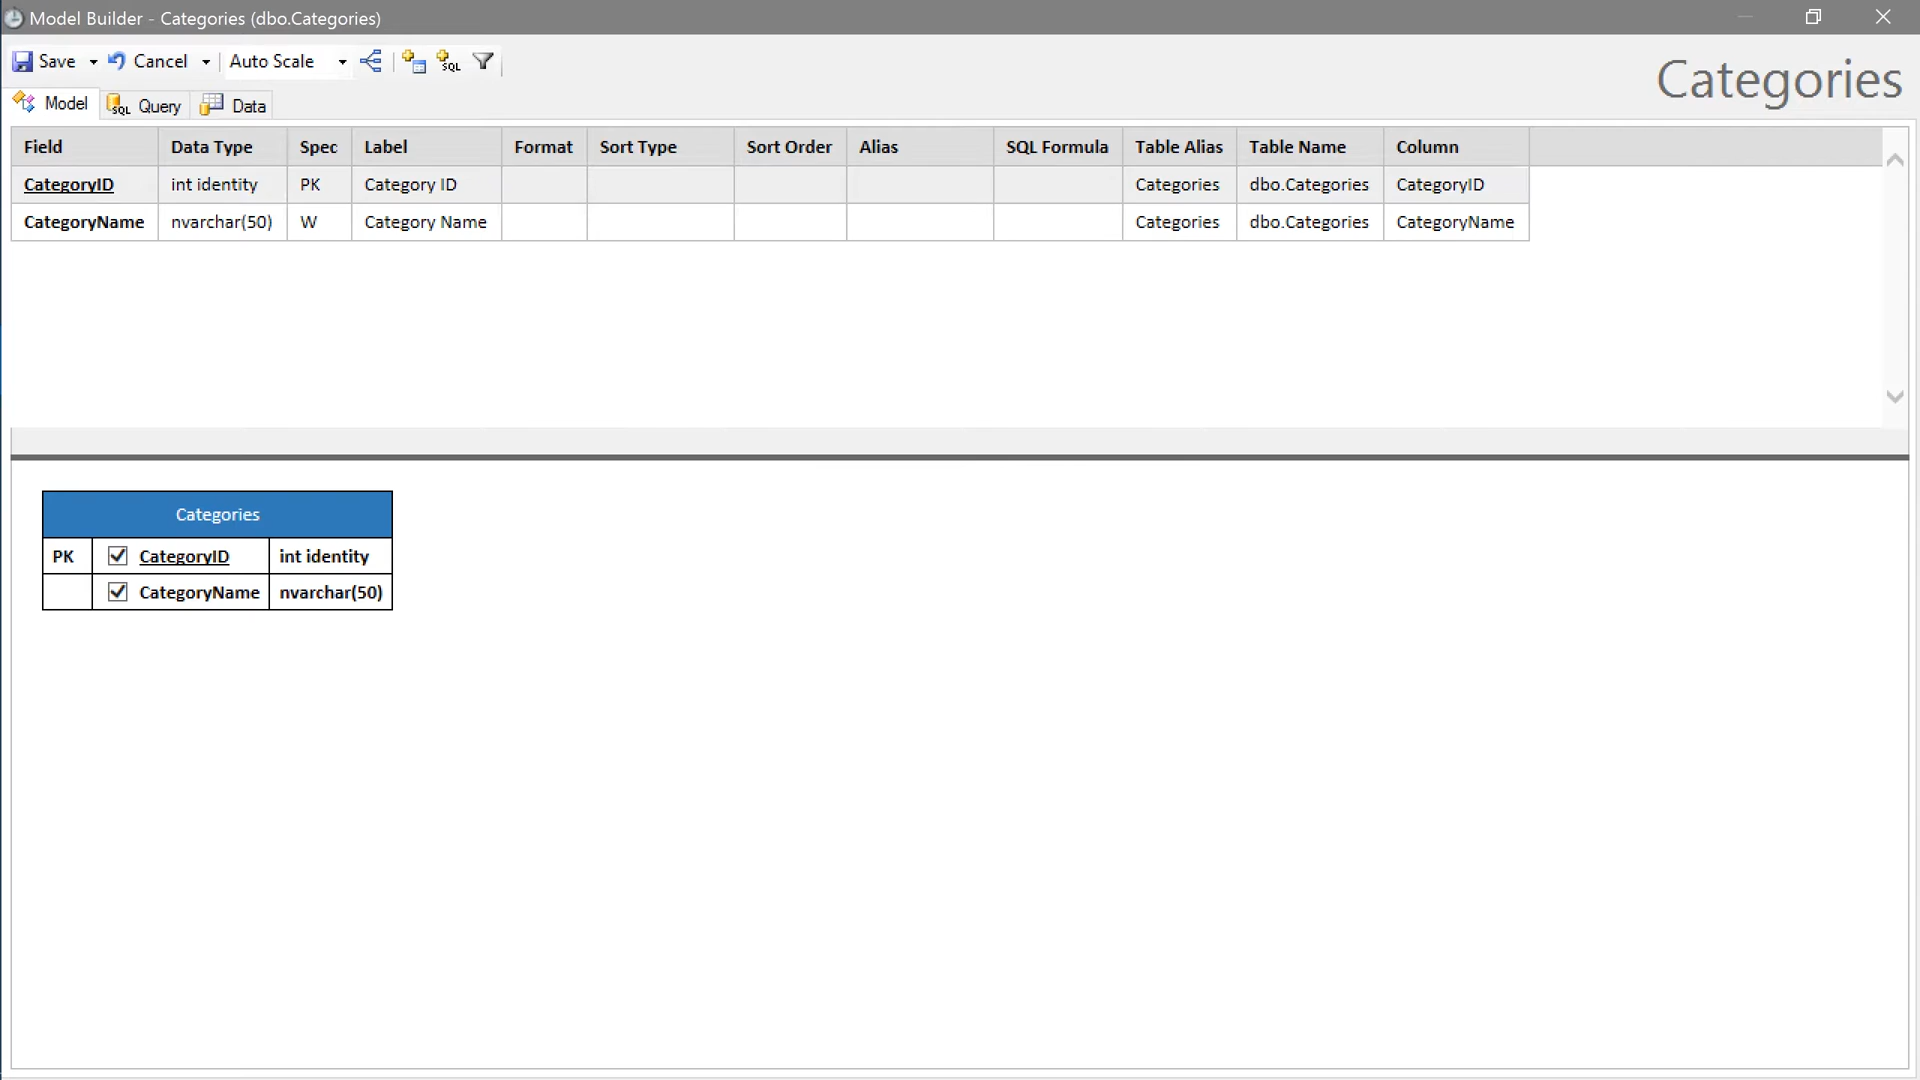 Model Builder - Categories (dbo.Categories)
Save Cancel Auto Scale SQL
Categories
Model SQL Query Data
Field Data Type Spec Label Format Sort Type Sort Order Alias SQL Formula Table Alias Table Name Column
CategoryID int identity PK Category ID Categories dbo.Categories CategoryID
CategoryName nvarchar(50) W Category Name Categories dbo.Categories CategoryName
Categories
PK CategoryID int identity
CategoryName nvarchar(50)